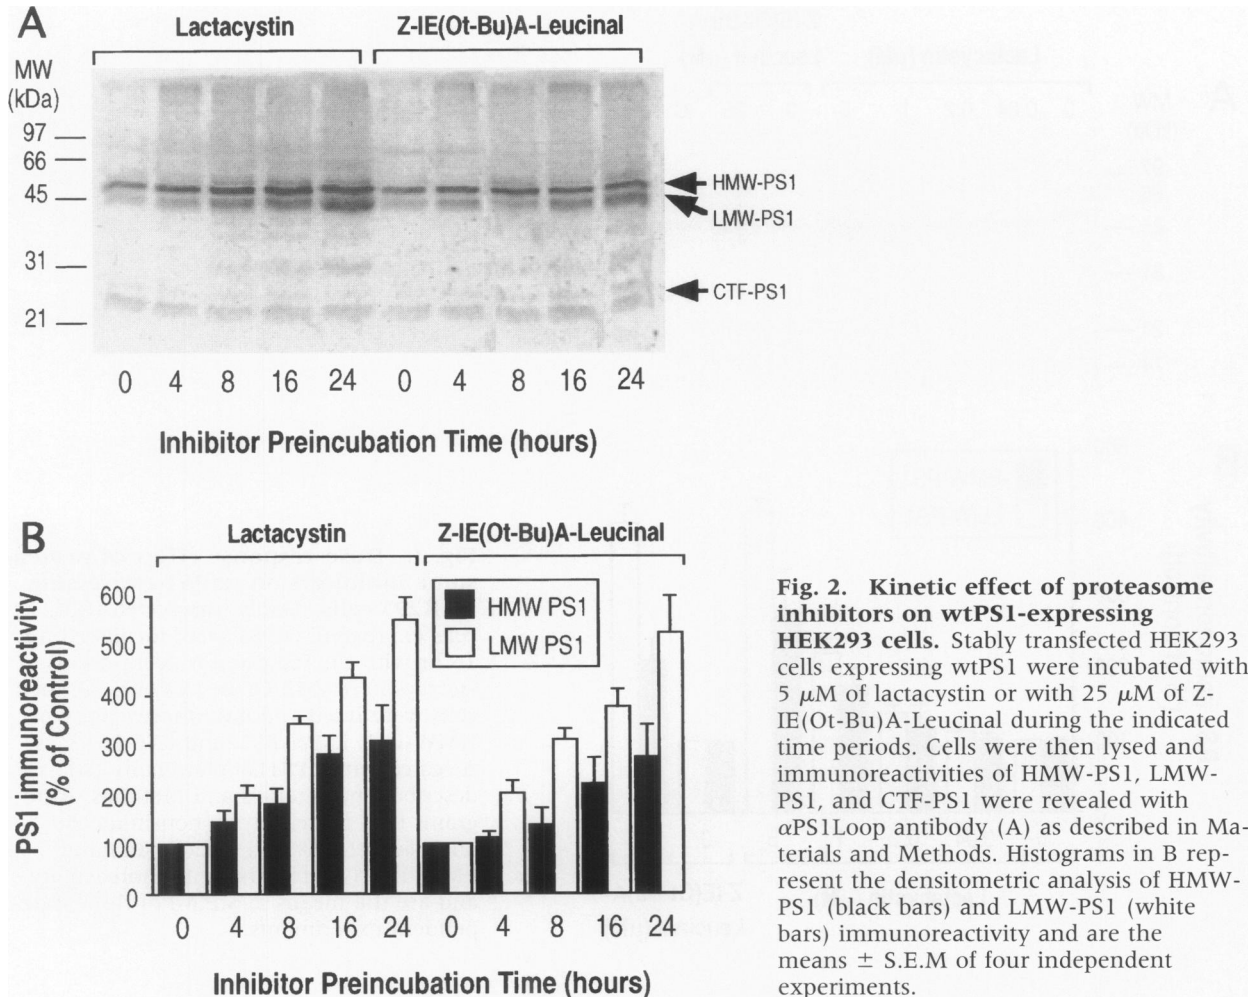 A
Lactacystin Z-IE(Ot-Bu)A-Leucinal
MW
(kDa)
97
66
45
31
21
HMW-PS1
LMW-PS1
CTF-PS1
0 4 8 16 24 0 4 8 16 24
Inhibitor Preincubation Time (hours)
B
Lactacystin Z-IE(Ot-Bu)A-Leucinal
PS1 immunoreactivity
(% of Control)
600
500
400
300
200
100
0
HMW PS1
LMW PS1
0 4 8 16 24 0 4 8 16 24
Inhibitor Preincubation Time (hours)
Fig. 2. Kinetic effect of proteasome
inhibitors on wtPS1-expressing
HEK293 cells. Stably transfected HEK293
cells expressing wtPS1 were incubated with
5 μM of lactacystin or with 25 μM of Z-
IE(Ot-Bu)A-Leucinal during the indicated
time periods. Cells were then lysed and
immunoreactivities of HMW-PS1, LMW-
PS1, and CTF-PS1 were revealed with
αPS1Loop antibody (A) as described in Ma-
terials and Methods. Histograms in B rep-
resent the densitometric analysis of HMW-
PS1 (black bars) and LMW-PS1 (white
bars) immunoreactivity and are the
means ± S.E.M of four independent
experiments.